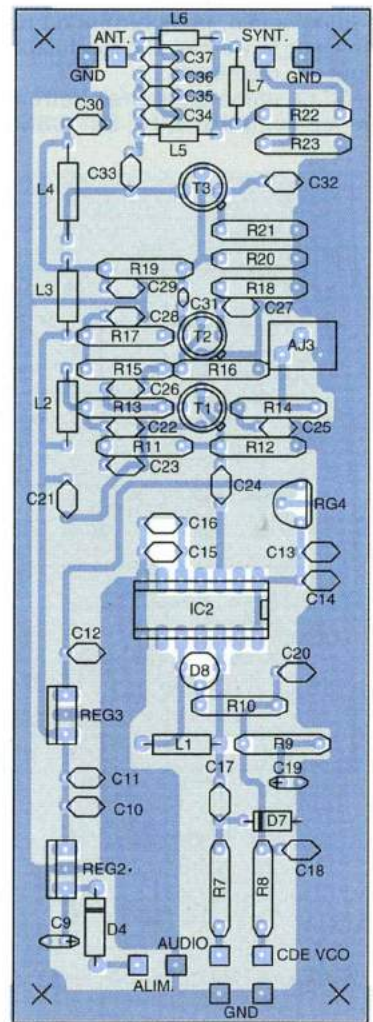 L6
ANT.
SYNT.
GND
C37
GND
C36
C35
L7
C34
C30
R22
L5
R23
L4
C33
T3
C32
R21
R20
R19
C29
R18
L3
C31
C27
C28
T2
R17
AJ3
R15
R16
C26
L2
R13
T1
R14
C22
C25
R11
R12
C23
C24
C21
RG4
C16
C15
C13
C14
IC2
C12
D8
C20
R10
REG3
L1
R9
C11
C17
C19
C10
D7
REG2
R7
R8
C18
C9
D4
AUDIO
CDE VCO
ALIM.
GND